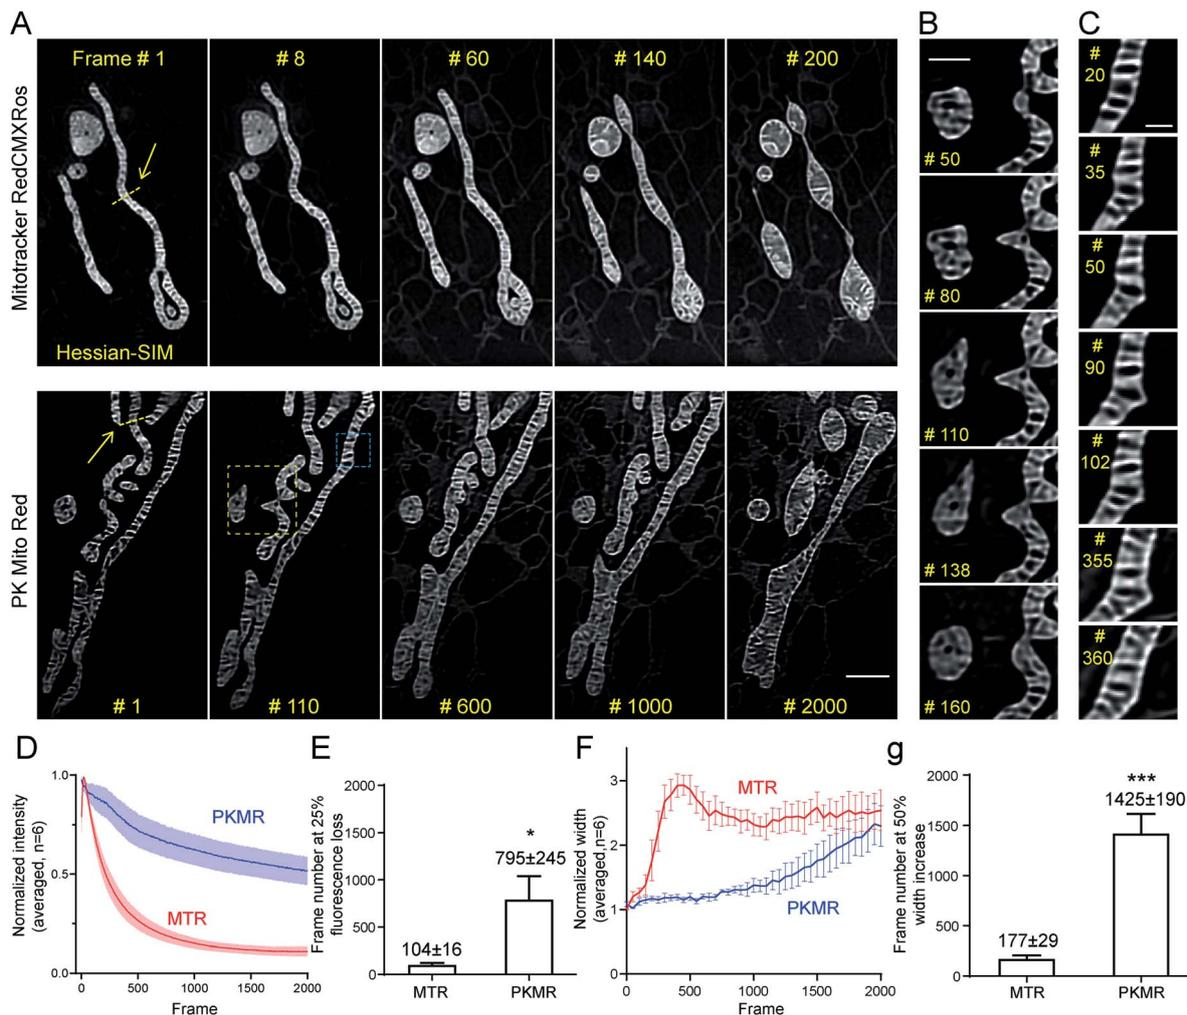 A
B
C
Mitotracker RedCMXRos
Frame # 1
# 8
# 60
# 140
# 200
Hessian-SIM
PK Mito Red
# 1
# 110
# 600
# 1000
# 2000
# 50
# 80
# 110
# 138
# 160
#
20
#
35
#
50
#
90
#
102
#
355
#
360
D
Normalized intensity
(averaged, n=6)
1.0
0.5
0.0
PKMR
MTR
0 500 1000 1500 2000
Frame
E
Frame number at 25%
fluorescence loss
2000
1500
1000
500
0
*
795±245
104±16
MTR PKMR
F
Normalized width
(averaged,n=6)
3
2
1
0
MTR
PKMR
0 500 1000 1500 2000
Frame
g
Frame number at 50%
width increase
2000
1500
1000
500
0
***
1425±190
177±29
MTR PKMR